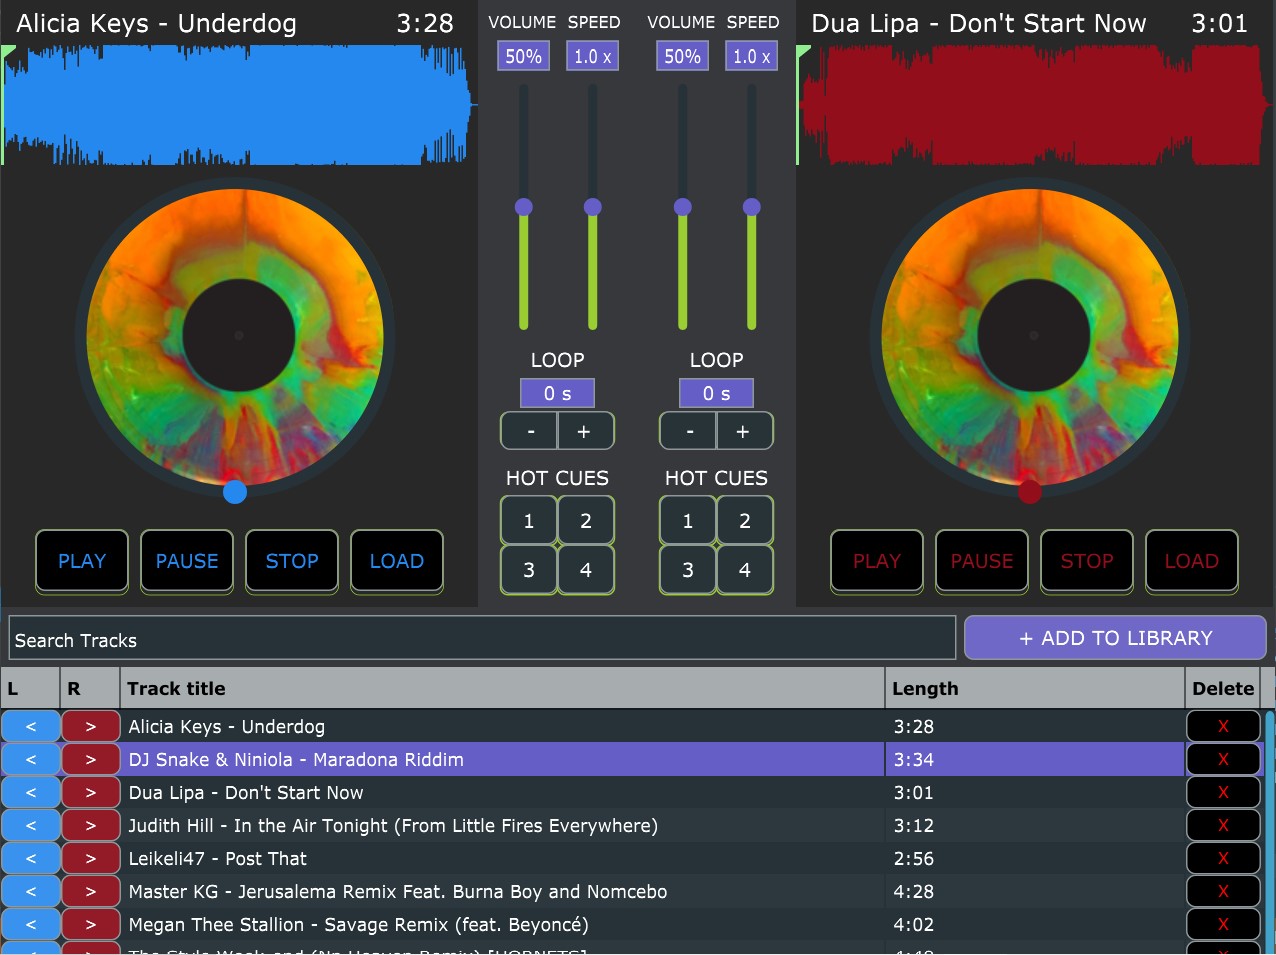 Alicia Keys - Underdog 3:28
VOLUME SPEED VOLUME SPEED
Dua Lipa - Don't Start Now 3:01
50% 1.0 x 50% 1.0 x
LOOP LOOP
0 s 0 s
- + - +
HOT CUES HOT CUES
1 2 1 2
3 4 3 4
PLAY PAUSE STOP LOAD
PLAY PAUSE STOP LOAD
Search Tracks
+ ADD TO LIBRARY
L R Track title Length Delete
< > Alicia Keys - Underdog 3:28 X
< > DJ Snake & Niniola - Maradona Riddim 3:34 X
< > Dua Lipa - Don't Start Now 3:01 X
< > Judith Hill - In the Air Tonight (From Little Fires Everywhere) 3:12 X
< > Leikeli47 - Post That 2:56 X
< > Master KG - Jerusalema Remix Feat. Burna Boy and Nomcebo 4:28 X
< > Megan Thee Stallion - Savage Remix (feat. Beyoncé) 4:02 X